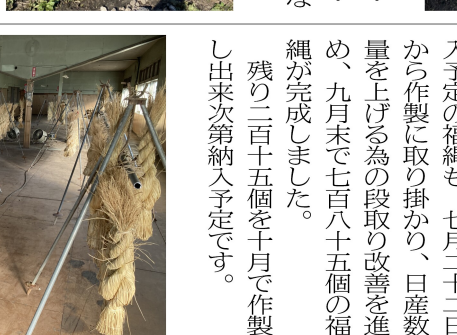 入予定の福縄も、七月二十二日
から作製に取り掛かり、日産数
量を上げる為の段取り改善を進
め、九月末で七百八十五個の福
縄が完成しました。
残り二百十五個を十月で作製
し出来次第納入予定です。